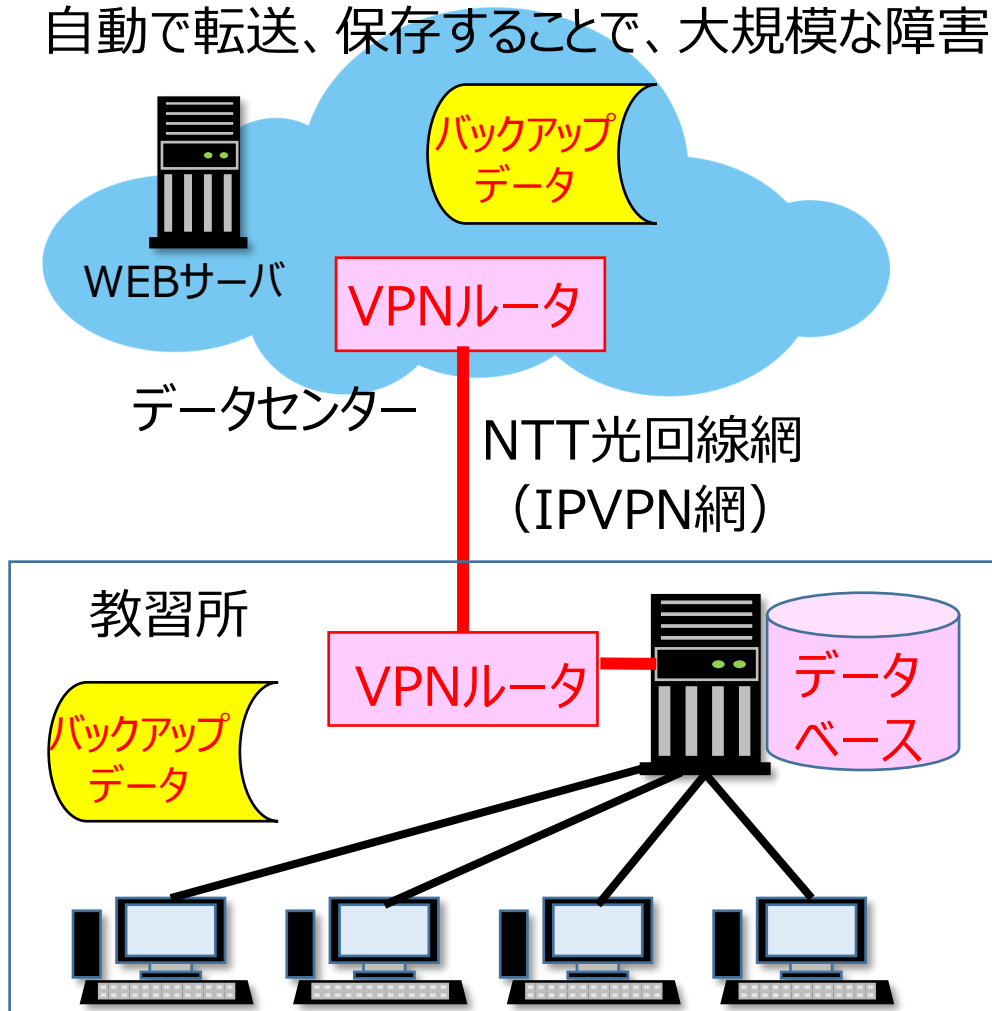 自動で転送、保存することで、大規模な障害
バックアップ
データ
WEBサーバ
VPNルータ
データセンター
NTT光回線網
（IPVPN網）
教習所
VPNルータ
データ
ベース
バックアップ
データ